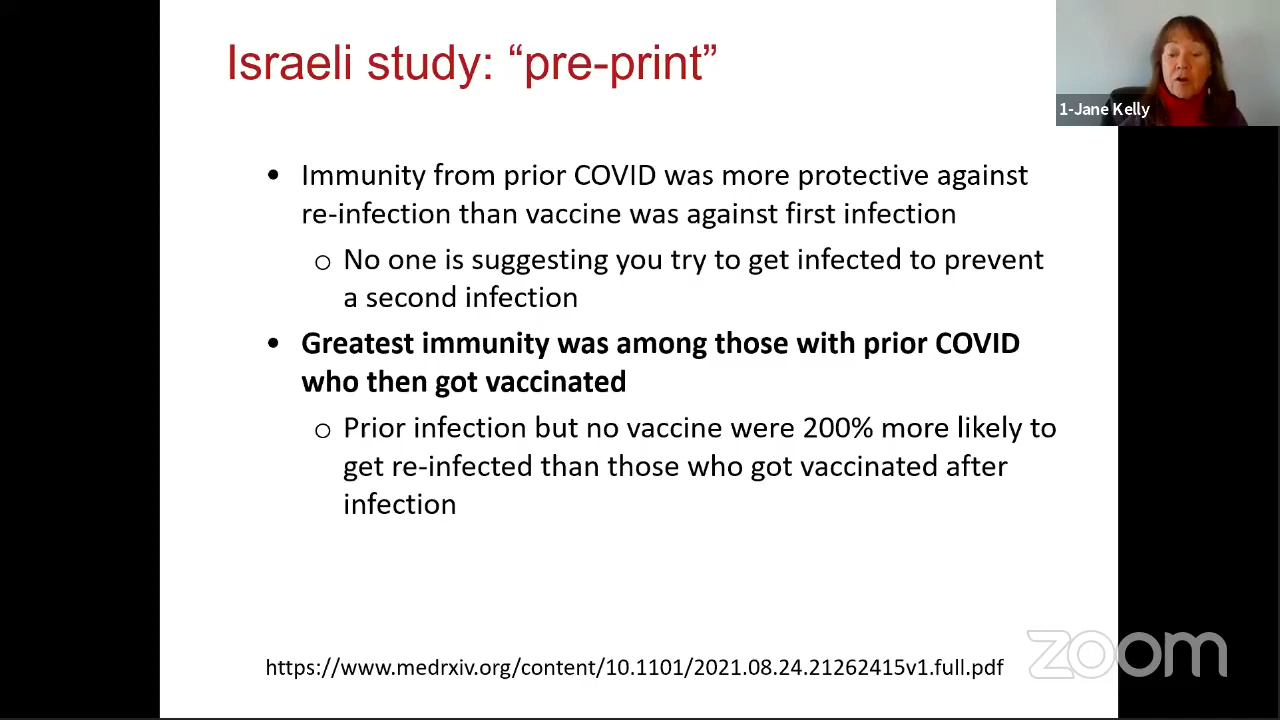 Israeli study: “pre-print”
1-Jane Kelly
• Immunity from prior COVID was more protective against
re-infection than vaccine was against first infection
o No one is suggesting you try to get infected to prevent
a second infection
• Greatest immunity was among those with prior COVID
who then got vaccinated
o Prior infection but no vaccine were 200% more likely to
get re-infected than those who got vaccinated after
infection
zoom
https://www.medrxiv.org/content/10.1101/2021.08.24.21262415v1.full.pdf